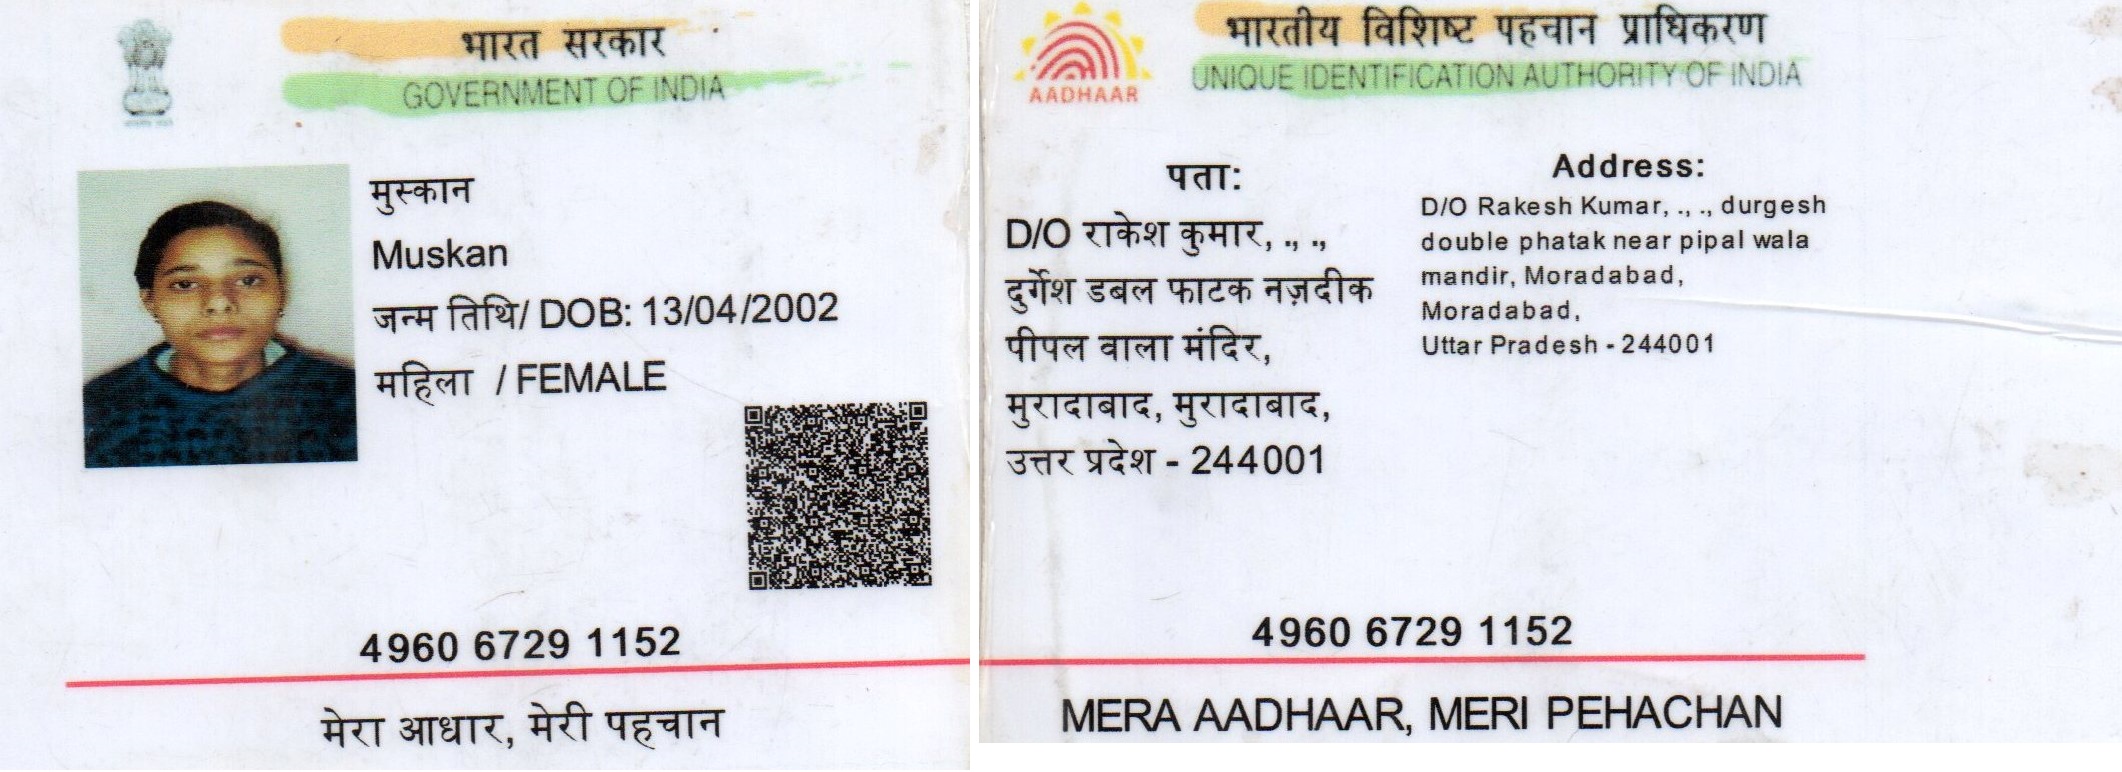 भारत सरकार
GOVERNMENT OF INDIA
मुस्कान
Muskan
जन्म तिथि/ DOB: 13/04/2002
महिला / FEMALE
4960 6729 1152
मेरा आधार, मेरी पहचान
भारतीय विशिष्ट पहचान प्राधिकरण
UNIQUE IDENTIFICATION AUTHORITY OF INDIA
AADHAAR
पता:
D/O राकेश कुमार, ., .,
दुर्गेश डबल फाटक नज़दीक
पीपल वाला मंदिर,
मुरादाबाद, मुरादाबाद,
उत्तर प्रदेश - 244001
Address:
D/O Rakesh Kumar, ., ., durgesh
double phatak near pipal wala
mandir, Moradabad,
Moradabad,
Uttar Pradesh - 244001
4960 6729 1152
MERA AADHAAR, MERI PEHACHAN